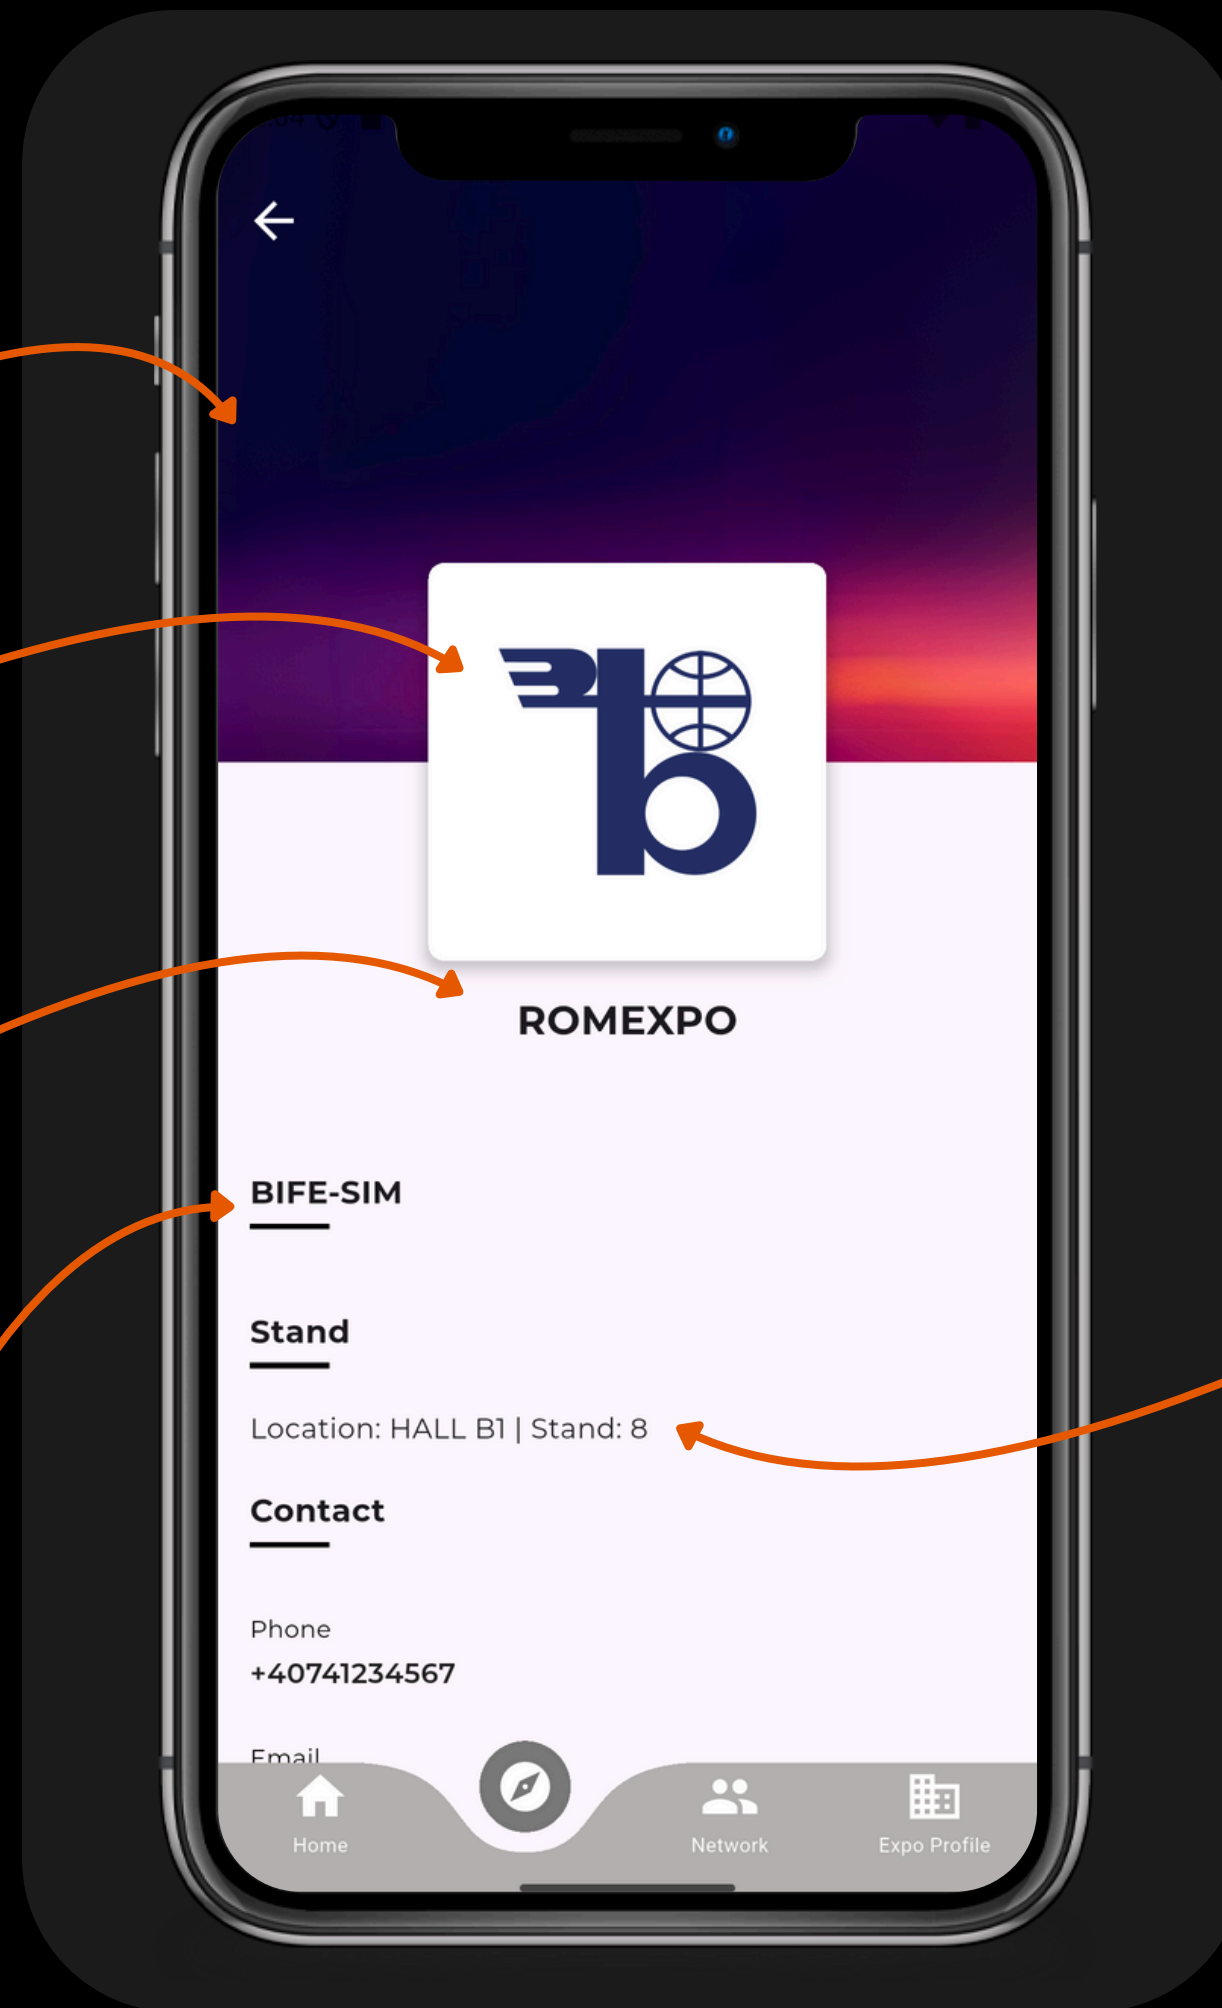 ROMEXPO
BIFE-SIM
Stand
Location: HALL B1 | Stand: 8
Contact
Phone
+40741234567
Email
Home
Network
Expo Profile